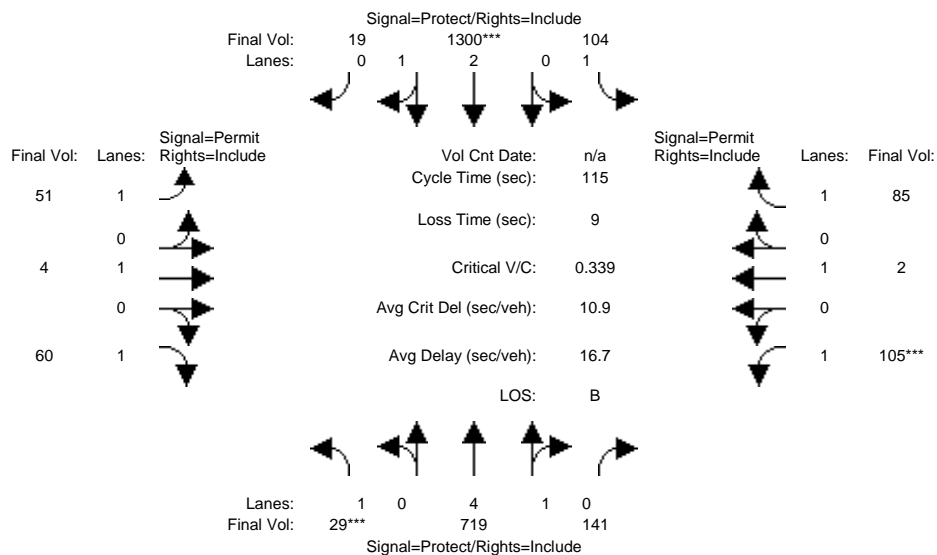 Signal=Protect/Rights=Include
Final Vol: 19 1300*** 104
Lanes: 0 1 2 0 1
Signal=Permit
Final Vol: Lanes: Rights=Include
Vol Cnt Date: n/a
Signal=Permit
Rights=Include Lanes: Final Vol:
Cycle Time (sec): 115
51 1
1 85
Loss Time (sec): 9
0
0
4 1
Critical V/C: 0.339
1 2
0
Avg Crit Del (sec/veh): 10.9
0
60 1
Avg Delay (sec/veh): 16.7
1 105***
LOS: B
Lanes: 1 0 4 1 0
Final Vol: 29*** 719 141
Signal=Protect/Rights=Include